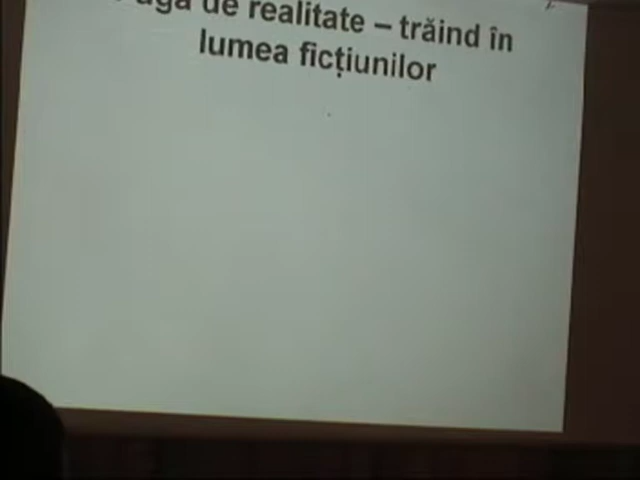 de realitate – trăind în
lumea ficțiunilor